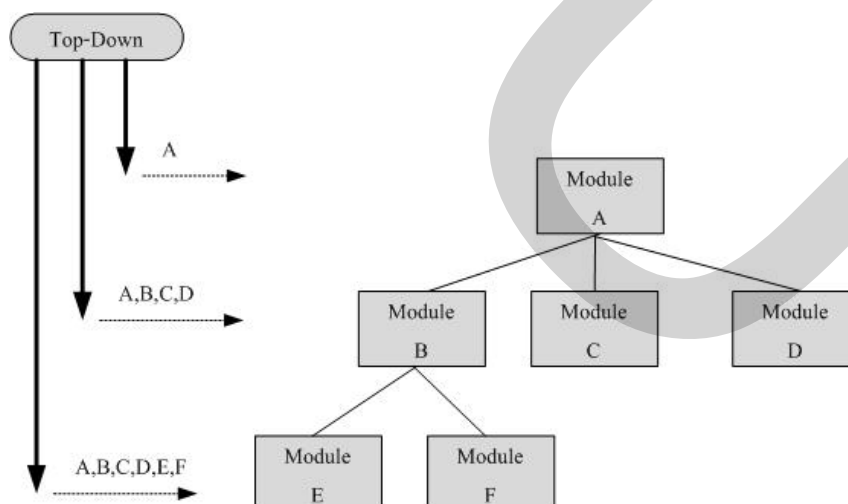 Top-Down
A
Module
A
A,B,C,D
Module
B
Module
C
Module
D
A,B,C,D,E,F
Module
E
Module
F